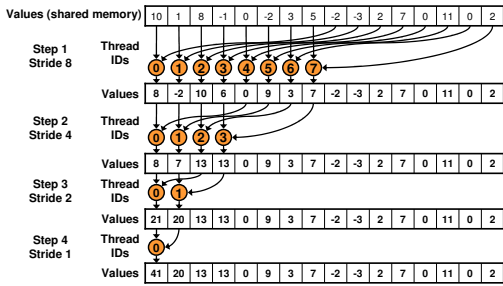 Values (shared memory) 10 1 8 -1 0 -2 3 5 -2 -3 2 7 0 11 0 2
Step 1 Thread
Stride 8 IDs 0 1 2 3 4 5 6 7
Values 8 -2 10 6 0 9 3 7 -2 -3 2 7 0 11 0 2
Step 2 Thread
Stride 4 IDs 0 1 2 3
Values 8 7 13 13 0 9 3 7 -2 -3 2 7 0 11 0 2
Step 3 Thread
Stride 2 IDs 0 1
Values 21 20 13 13 0 9 3 7 -2 -3 2 7 0 11 0 2
Step 4 Thread
Stride 1 IDs 0
Values 41 20 13 13 0 9 3 7 -2 -3 2 7 0 11 0 2